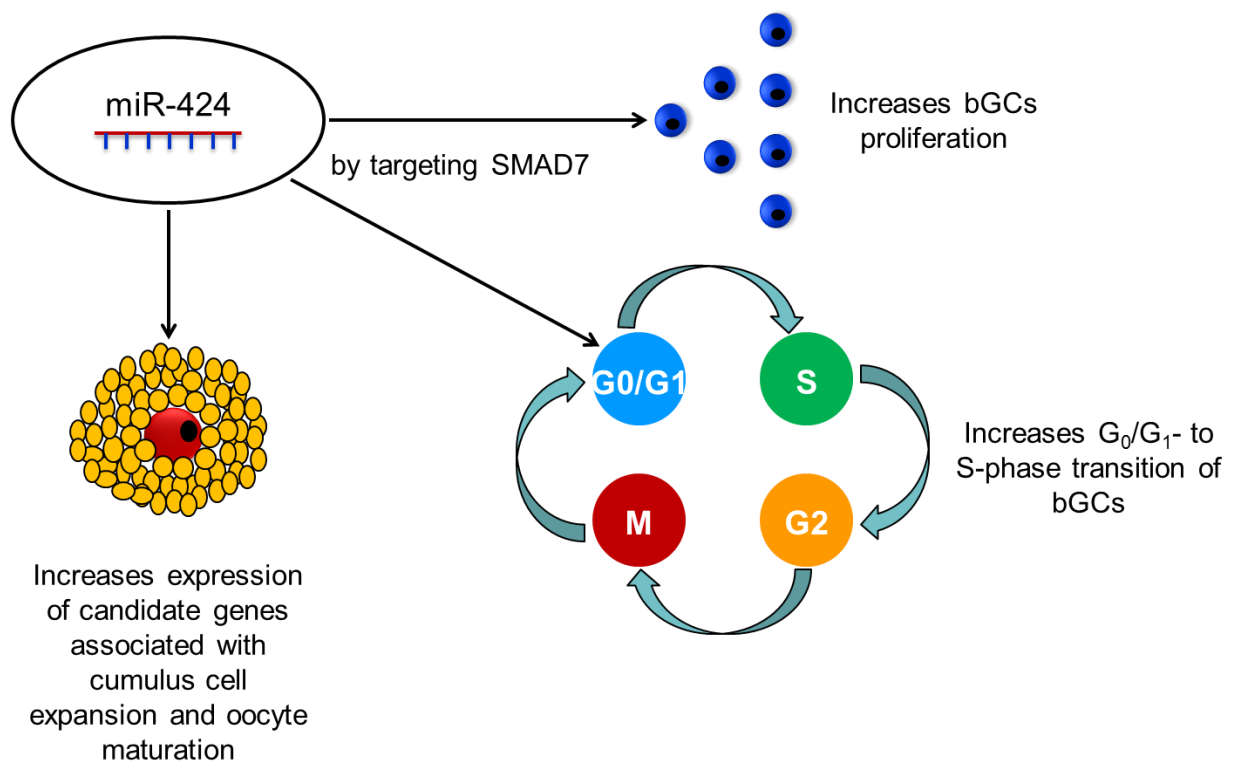 miR-424
by targeting SMAD7
Increases bGCs
proliferation
G0/G1
S
M
G2
Increases G₀/G₁- to
S-phase transition of
bGCs
Increases expression
of candidate genes
associated with
cumulus cell
expansion and oocyte
maturation